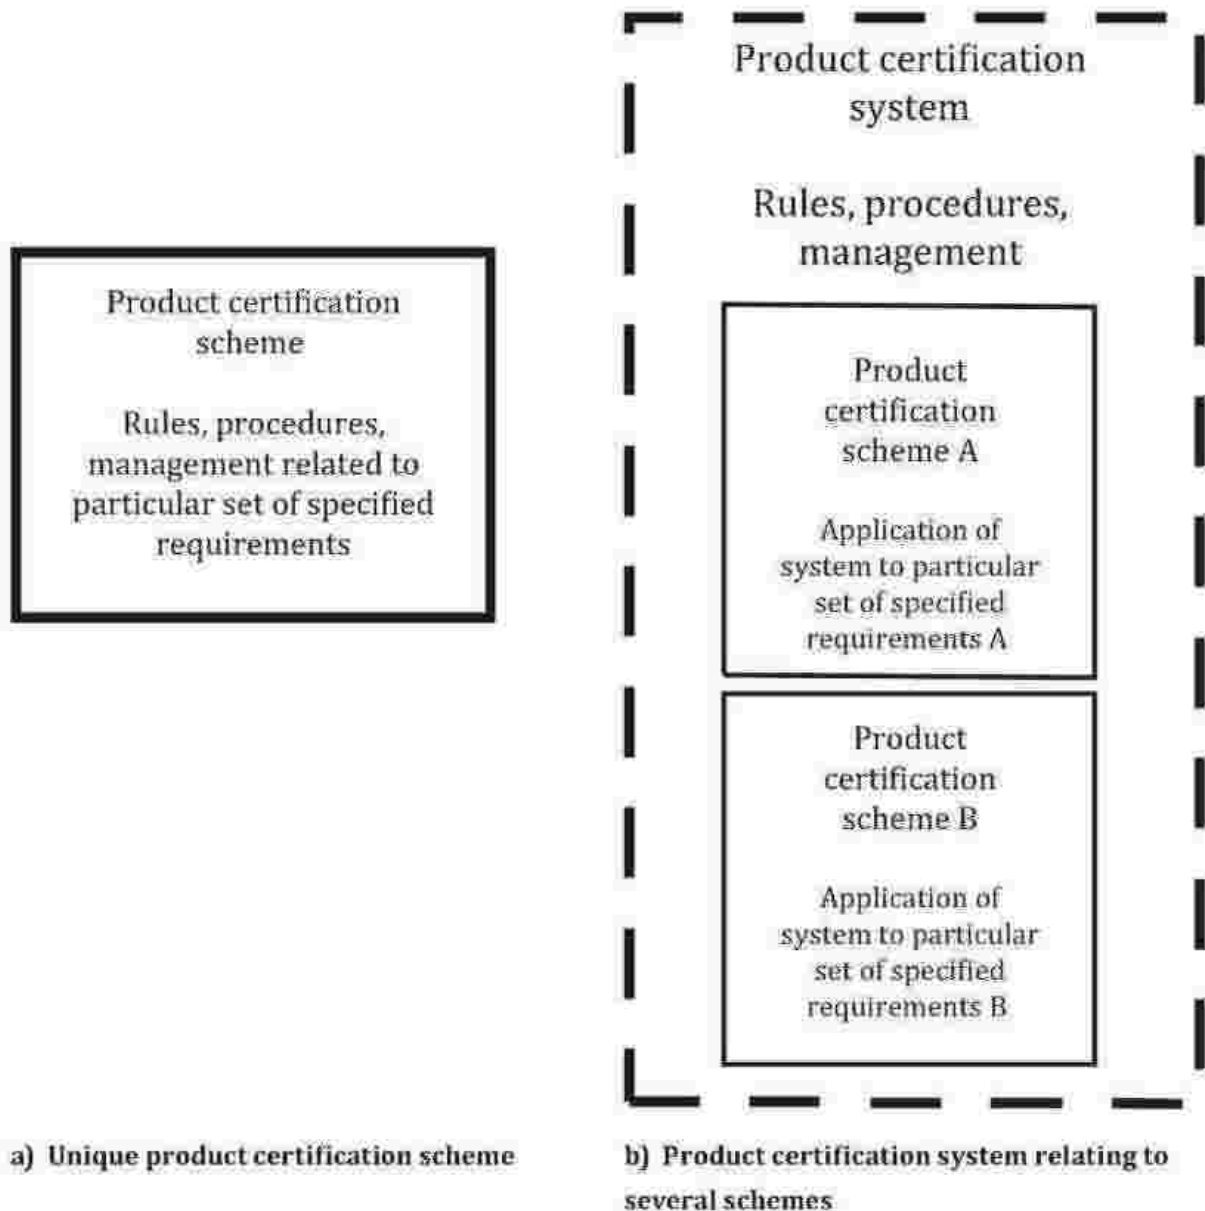 Product certification
scheme
Rules, procedures,
management related to
particular set of specified
requirements
a) Unique product certification scheme
Product certification
system
Rules, procedures,
management
Product
certification
scheme A
Application of
system to particular
set of specified
requirements A
Product
certification
scheme B
Application of
system to particular
set of specified
requirements B
b) Product certification system relating to
several schemes